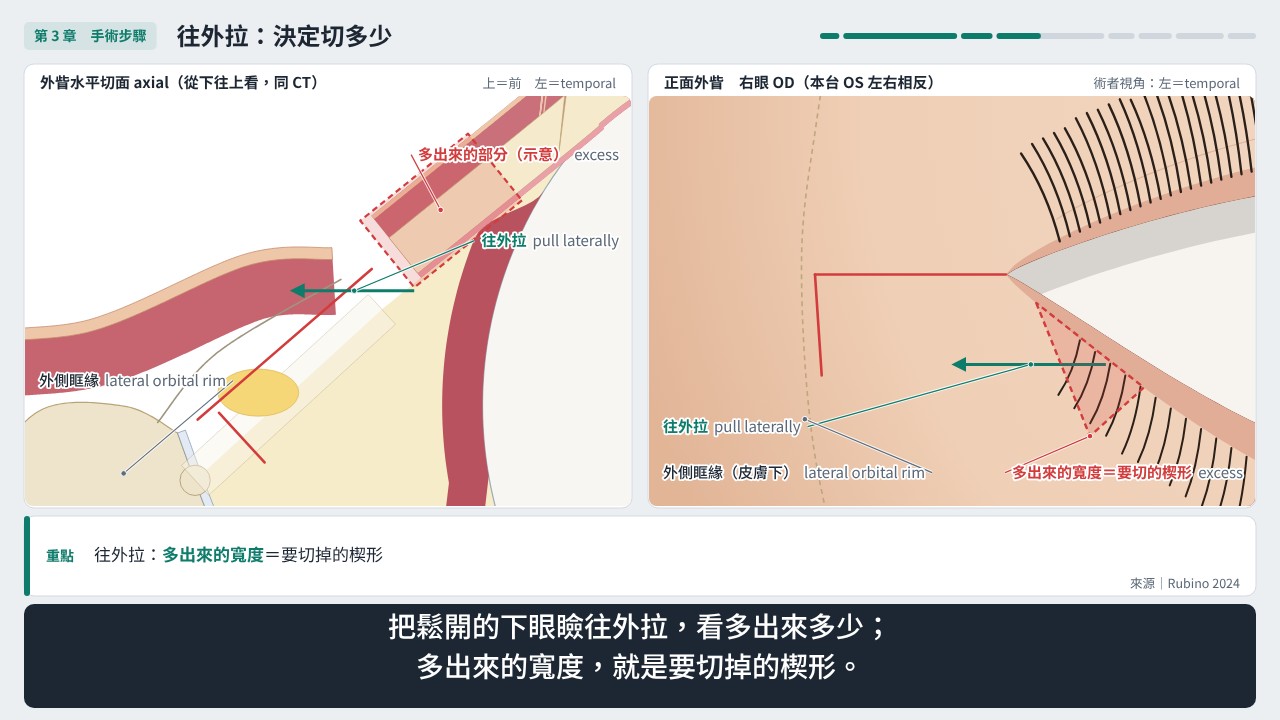 第 3 章　手術步驟
往外拉：決定切多少
外眥水平切面 axial（從下往上看，同 CT）
上＝前　左＝temporal
多出來的部分（示意） excess
往外拉 pull laterally
外側眶緣 lateral orbital rim
正面外眥　右眼 OD（本台 OS 左右相反）
術者視角：左＝temporal
往外拉 pull laterally
外側眶緣（皮膚下） lateral orbital rim
多出來的寬度＝要切的楔形 excess
重點　往外拉：多出來的寬度＝要切掉的楔形
來源｜Rubino 2024
把鬆開的下眼瞼往外拉，看多出來多少；
多出來的寬度，就是要切掉的楔形。